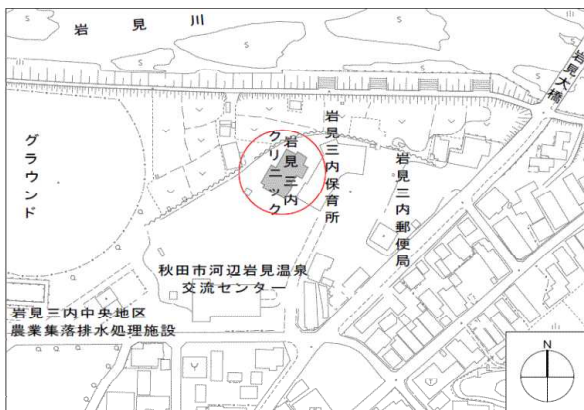 岩見川
岩見大橋
グラウンド
岩見三内
クリニック
岩見三内保育所
岩見三内郵便局
秋田市河辺岩見温泉
交流センター
岩見三内中央地区
農業集落排水処理施設
N